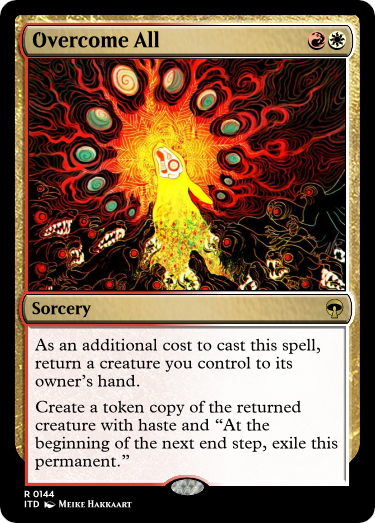 Overcome All
Sorcery
As an additional cost to cast this spell,
return a creature you control to its
owner's hand.
Create a token copy of the returned
creature with haste and “At the
beginning of the next end step, exile this
permanent.”
R 0144
ITD Meike Hakkaart